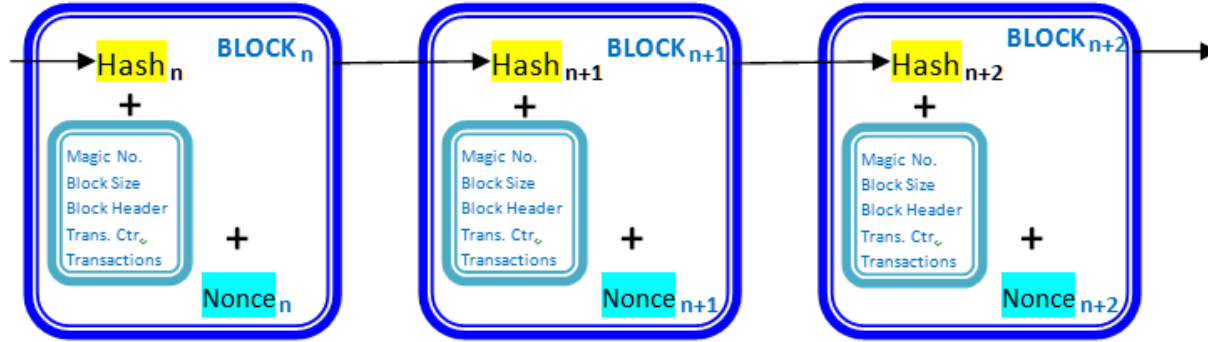 Hash n BLOCK n
+
Magic No.
Block Size
Block Header
Trans. Ctr.
Transactions
+
Nonce n
Hash n+1 BLOCK n+1
+
Magic No.
Block Size
Block Header
Trans. Ctr.
Transactions
+
Nonce n+1
Hash n+2 BLOCK n+2
+
Magic No.
Block Size
Block Header
Trans. Ctr.
Transactions
+
Nonce n+2